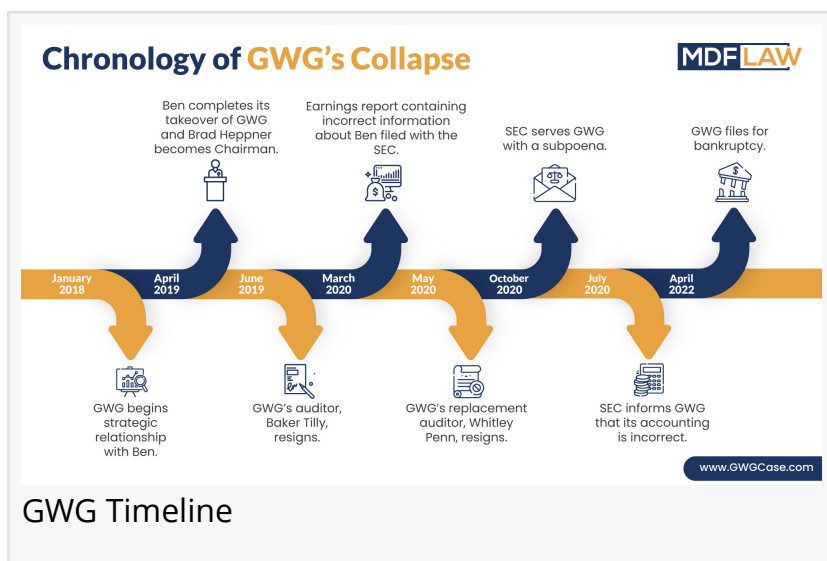 Chronology of GWG's Collapse
MDFLAW
Ben completes its
takeover of GWG
and Brad Heppner
becomes Chairman.
Earnings report containing
incorrect information
about Ben filed with the
SEC.
SEC serves GWG
with a subpoena.
GWG files for
bankruptcy.
January
2018
April
2019
June
2019
March
2020
May
2020
October
2020
July
2020
April
2022
GWG begins
strategic
relationship
with Ben.
GWG's auditor,
Baker Tilly,
resigns.
GWG's replacement
auditor, Whitley
Penn, resigns.
SEC informs GWG
that its accounting
is incorrect.
www.GWGCase.com
GWG Timeline